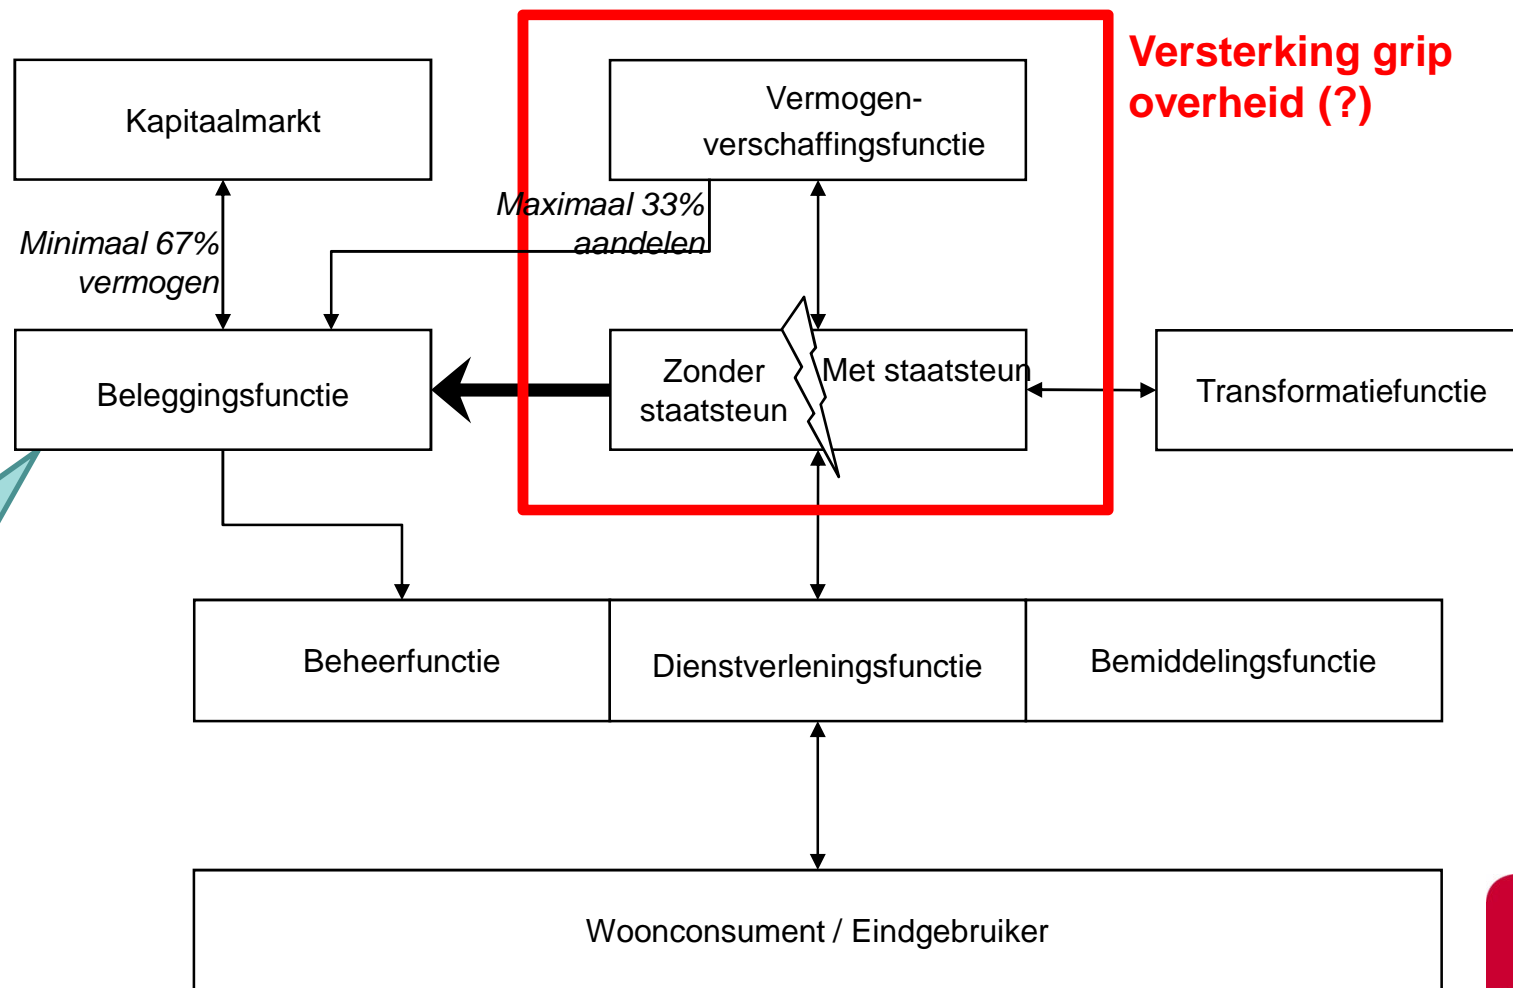 Versterking grip
overheid (?)
Kapitaalmarkt
Vermogen-
verschaffingsfunctie
Maximaal 33%
aandelen
Minimaal 67%
vermogen
Beleggingsfunctie
Zonder
staatsteun
Met staatsteun
Transformatiefunctie
Beheerfunctie
Dienstverleningsfunctie
Bemiddelingsfunctie
Woonconsument / Eindgebruiker